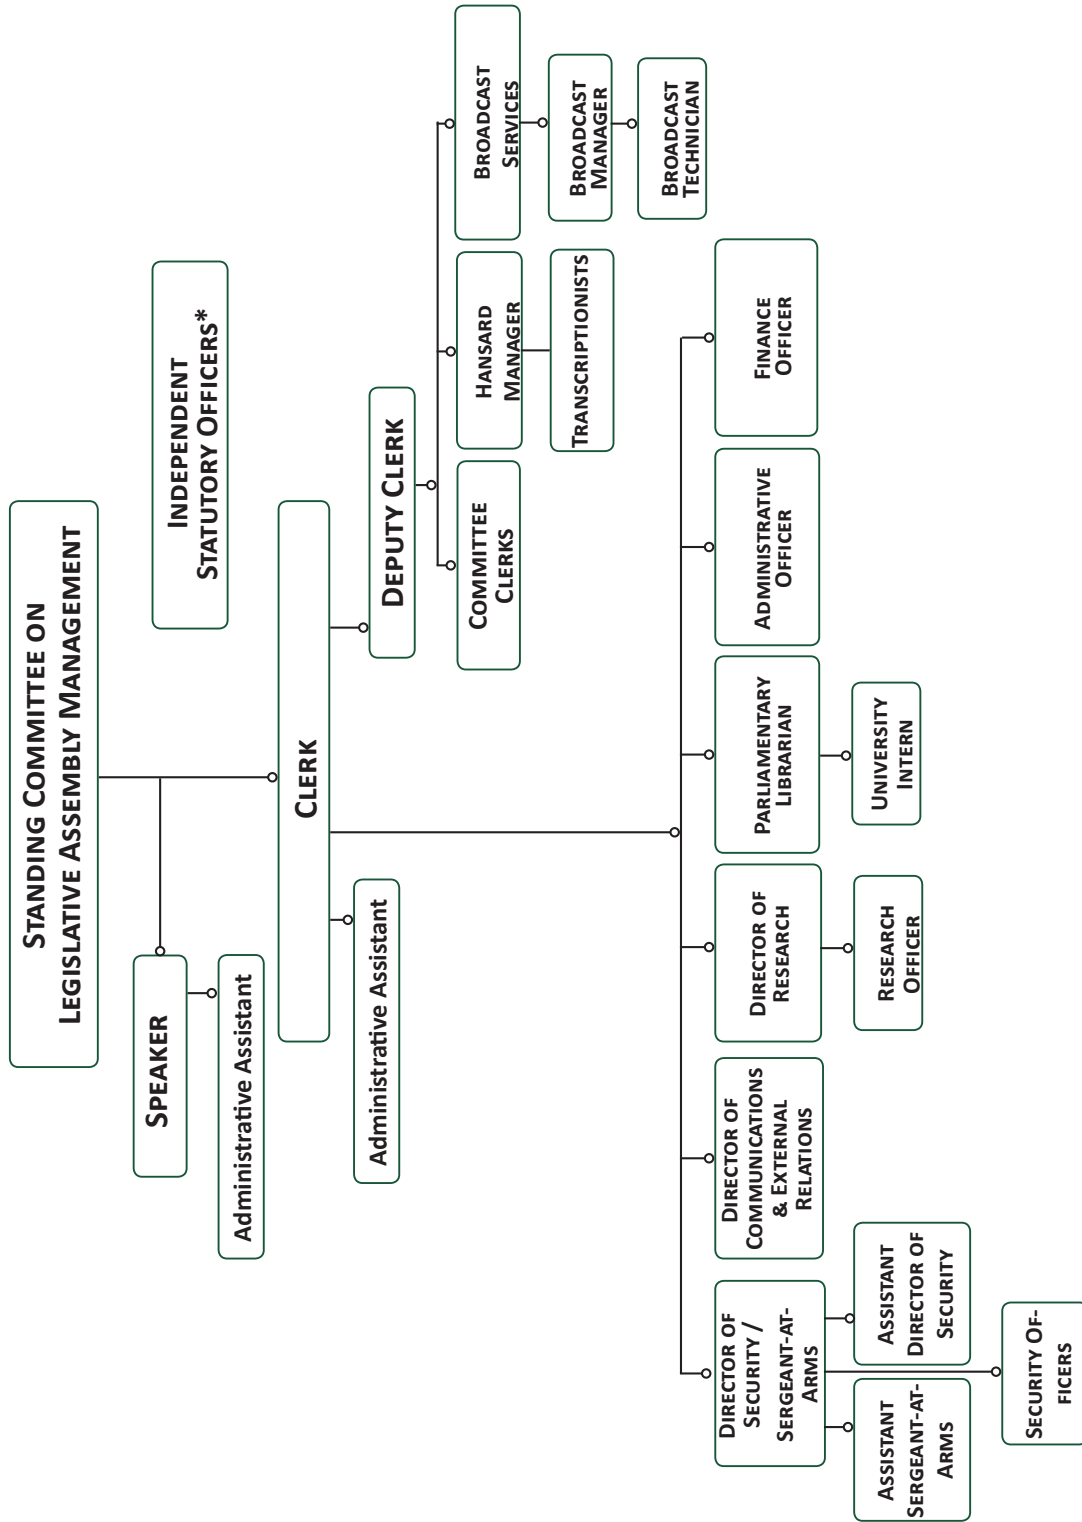 STANDING COMMITTEE ON
LEGISLATIVE ASSEMBLY MANAGEMENT
SPEAKER
INDEPENDENT
STATUTORY OFFICERS*
Administrative Assistant
CLERK
Administrative Assistant
DEPUTY CLERK
COMMITTEE
CLERKS
HANSARD
MANAGER
BROADCAST
SERVICES
TRANSCRIPTIONISTS
BROADCAST
MANAGER
BROADCAST
TECHNICIAN
DIRECTOR OF
SECURITY /
SERGEANT-AT-
ARMS
DIRECTOR OF
COMMUNICATIONS
& EXTERNAL
RELATIONS
DIRECTOR OF
RESEARCH
PARLIAMENTARY
LIBRARIAN
ADMINISTRATIVE
OFFICER
FINANCE
OFFICER
ASSISTANT
SERGEANT-AT-
ARMS
ASSISTANT
DIRECTOR OF
SECURITY
RESEARCH
OFFICER
UNIVERSITY
INTERN
SECURITY OF-
FICERS